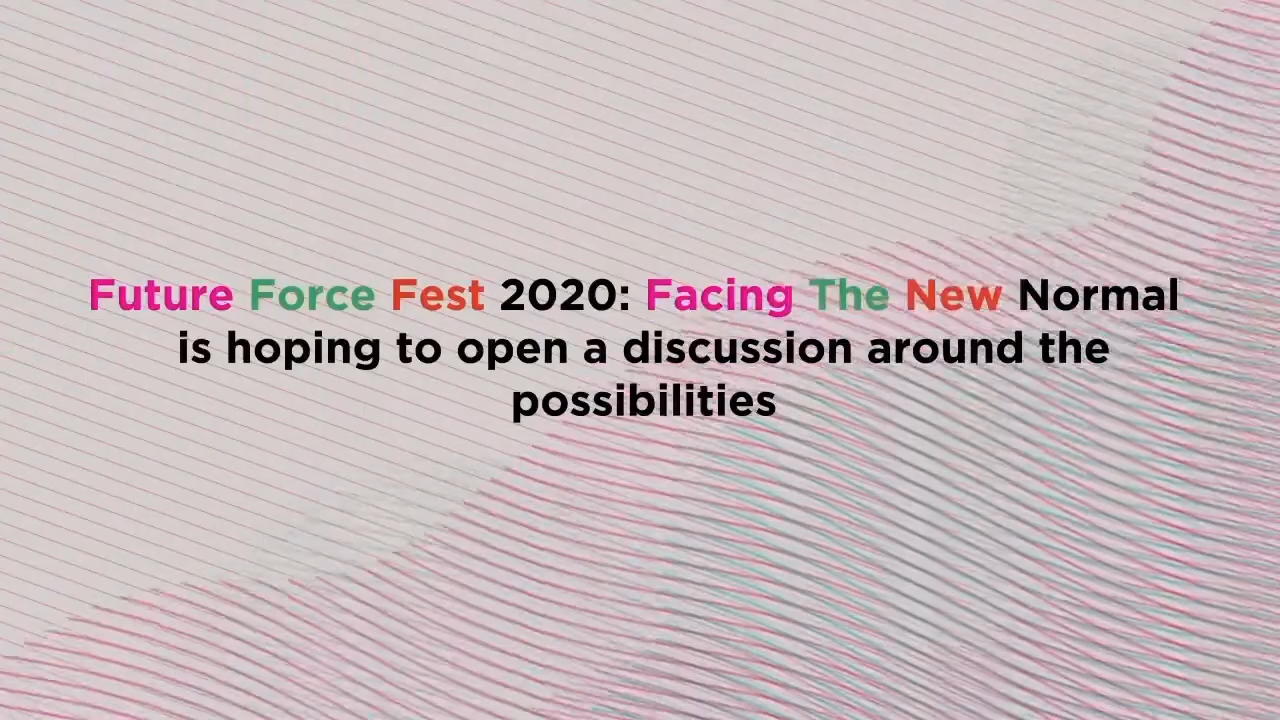 Future Force Fest 2020: Facing The New Normal
is hoping to open a discussion around the
possibilities